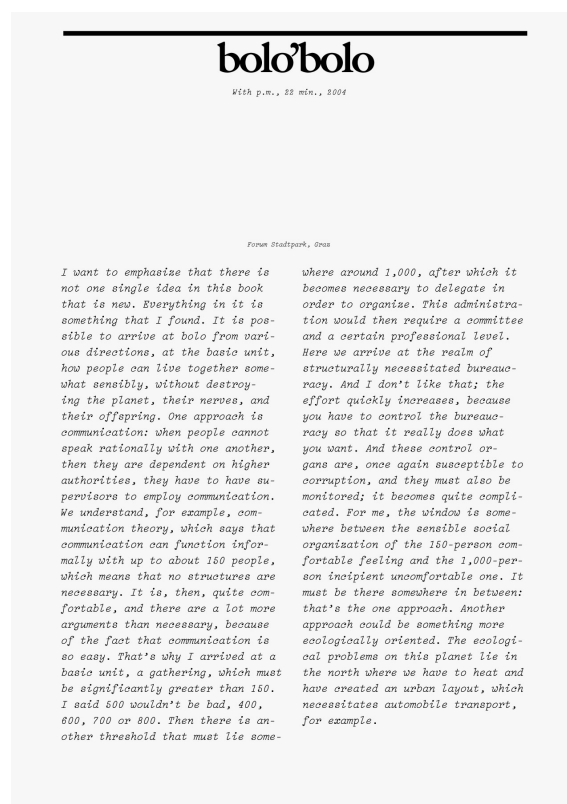 bolo’bolo
With p.m., 22 min., 2004
Forum Stadtpark, Graz
I want to emphasize that there is
not one single idea in this book
that is new. Everything in it is
something that I found. It is pos-
sible to arrive at bolo from vari-
ous directions, at the basic unit,
how people can live together some-
what sensibly, without destroy-
ing the planet, their nerves, and
their offspring. One approach is
communication: when people cannot
speak rationally with one another,
then they are dependent on higher
authorities, they have to have su-
pervisors to employ communication.
We understand, for example, com-
munication theory, which says that
communication can function infor-
mally with up to about 150 people,
which means that no structures are
necessary. It is, then, quite com-
fortable, and there are a lot more
arguments than necessary, because
of the fact that communication is
so easy. That’s why I arrived at a
basic unit, a gathering, which must
be significantly greater than 150.
I said 500 wouldn’t be bad, 400,
600, 700 or 800. Then there is an-
other threshold that must lie some-
where around 1,000, after which it
becomes necessary to delegate in
order to organize. This administra-
tion would then require a committee
and a certain professional level.
Here we arrive at the realm of
structurally necessitated bureauc-
racy. And I don’t like that; the
effort quickly increases, because
you have to control the bureauc-
racy so that it really does what
you want. And these control or-
gans are, once again susceptible to
corruption, and they must also be
monitored; it becomes quite compli-
cated. For me, the window is some-
where between the sensible social
organization of the 150-person com-
fortable feeling and the 1,000-per-
son incipient uncomfortable one. It
must be there somewhere in between:
that’s the one approach. Another
approach could be something more
ecologically oriented. The ecologi-
cal problems on this planet lie in
the north where we have to heat and
have created an urban layout, which
necessitates automobile transport,
for example.